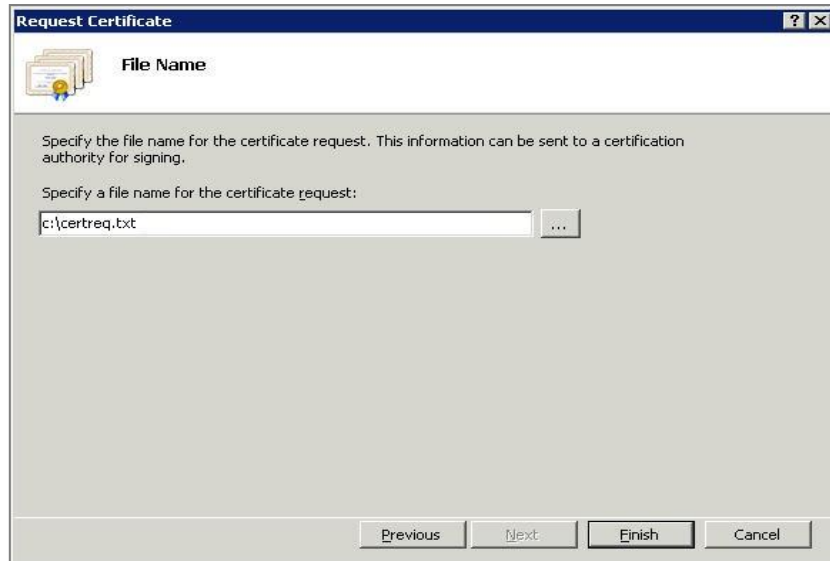 Request Certificate
File Name
Specify the file name for the certificate request. This information can be sent to a certification
authority for signing.
Specify a file name for the certificate request:
c:\certreq.txt
...
Previous Next Finish Cancel